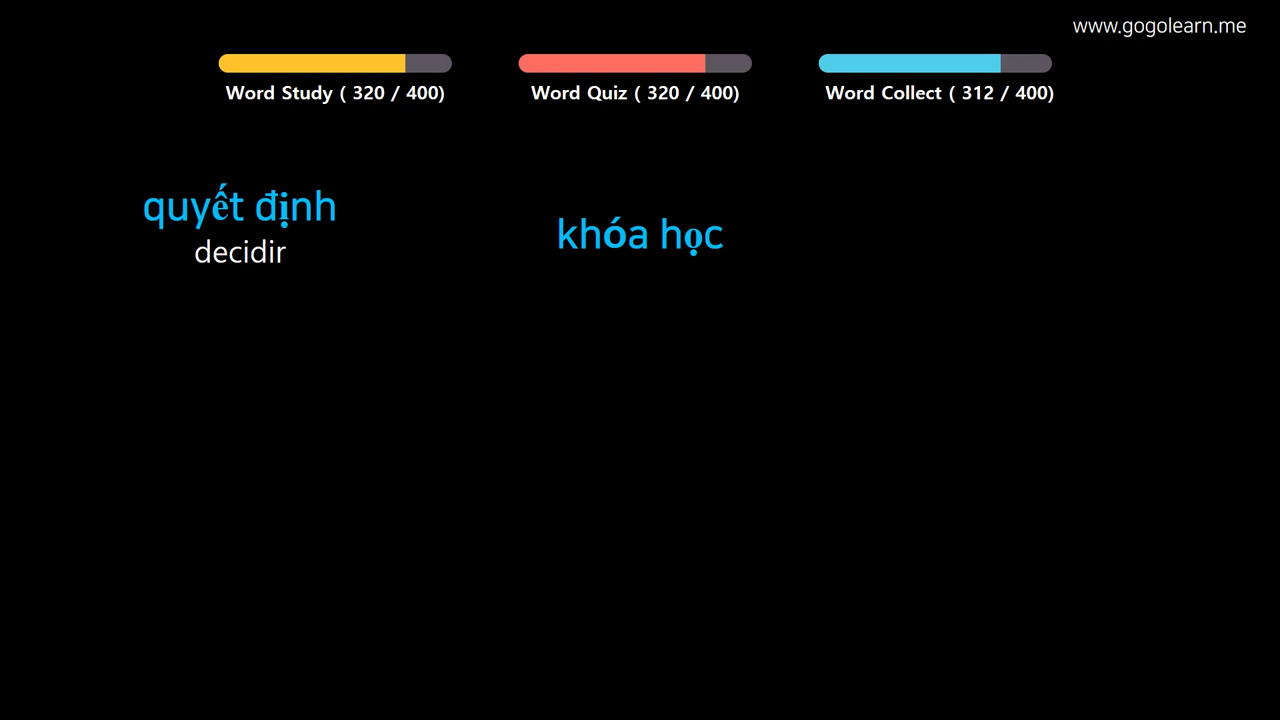 www.gogolearn.me
Word Study ( 320 / 400)
Word Quiz ( 320 / 400)
Word Collect ( 312 / 400)
quyết định
decidir
khóa học